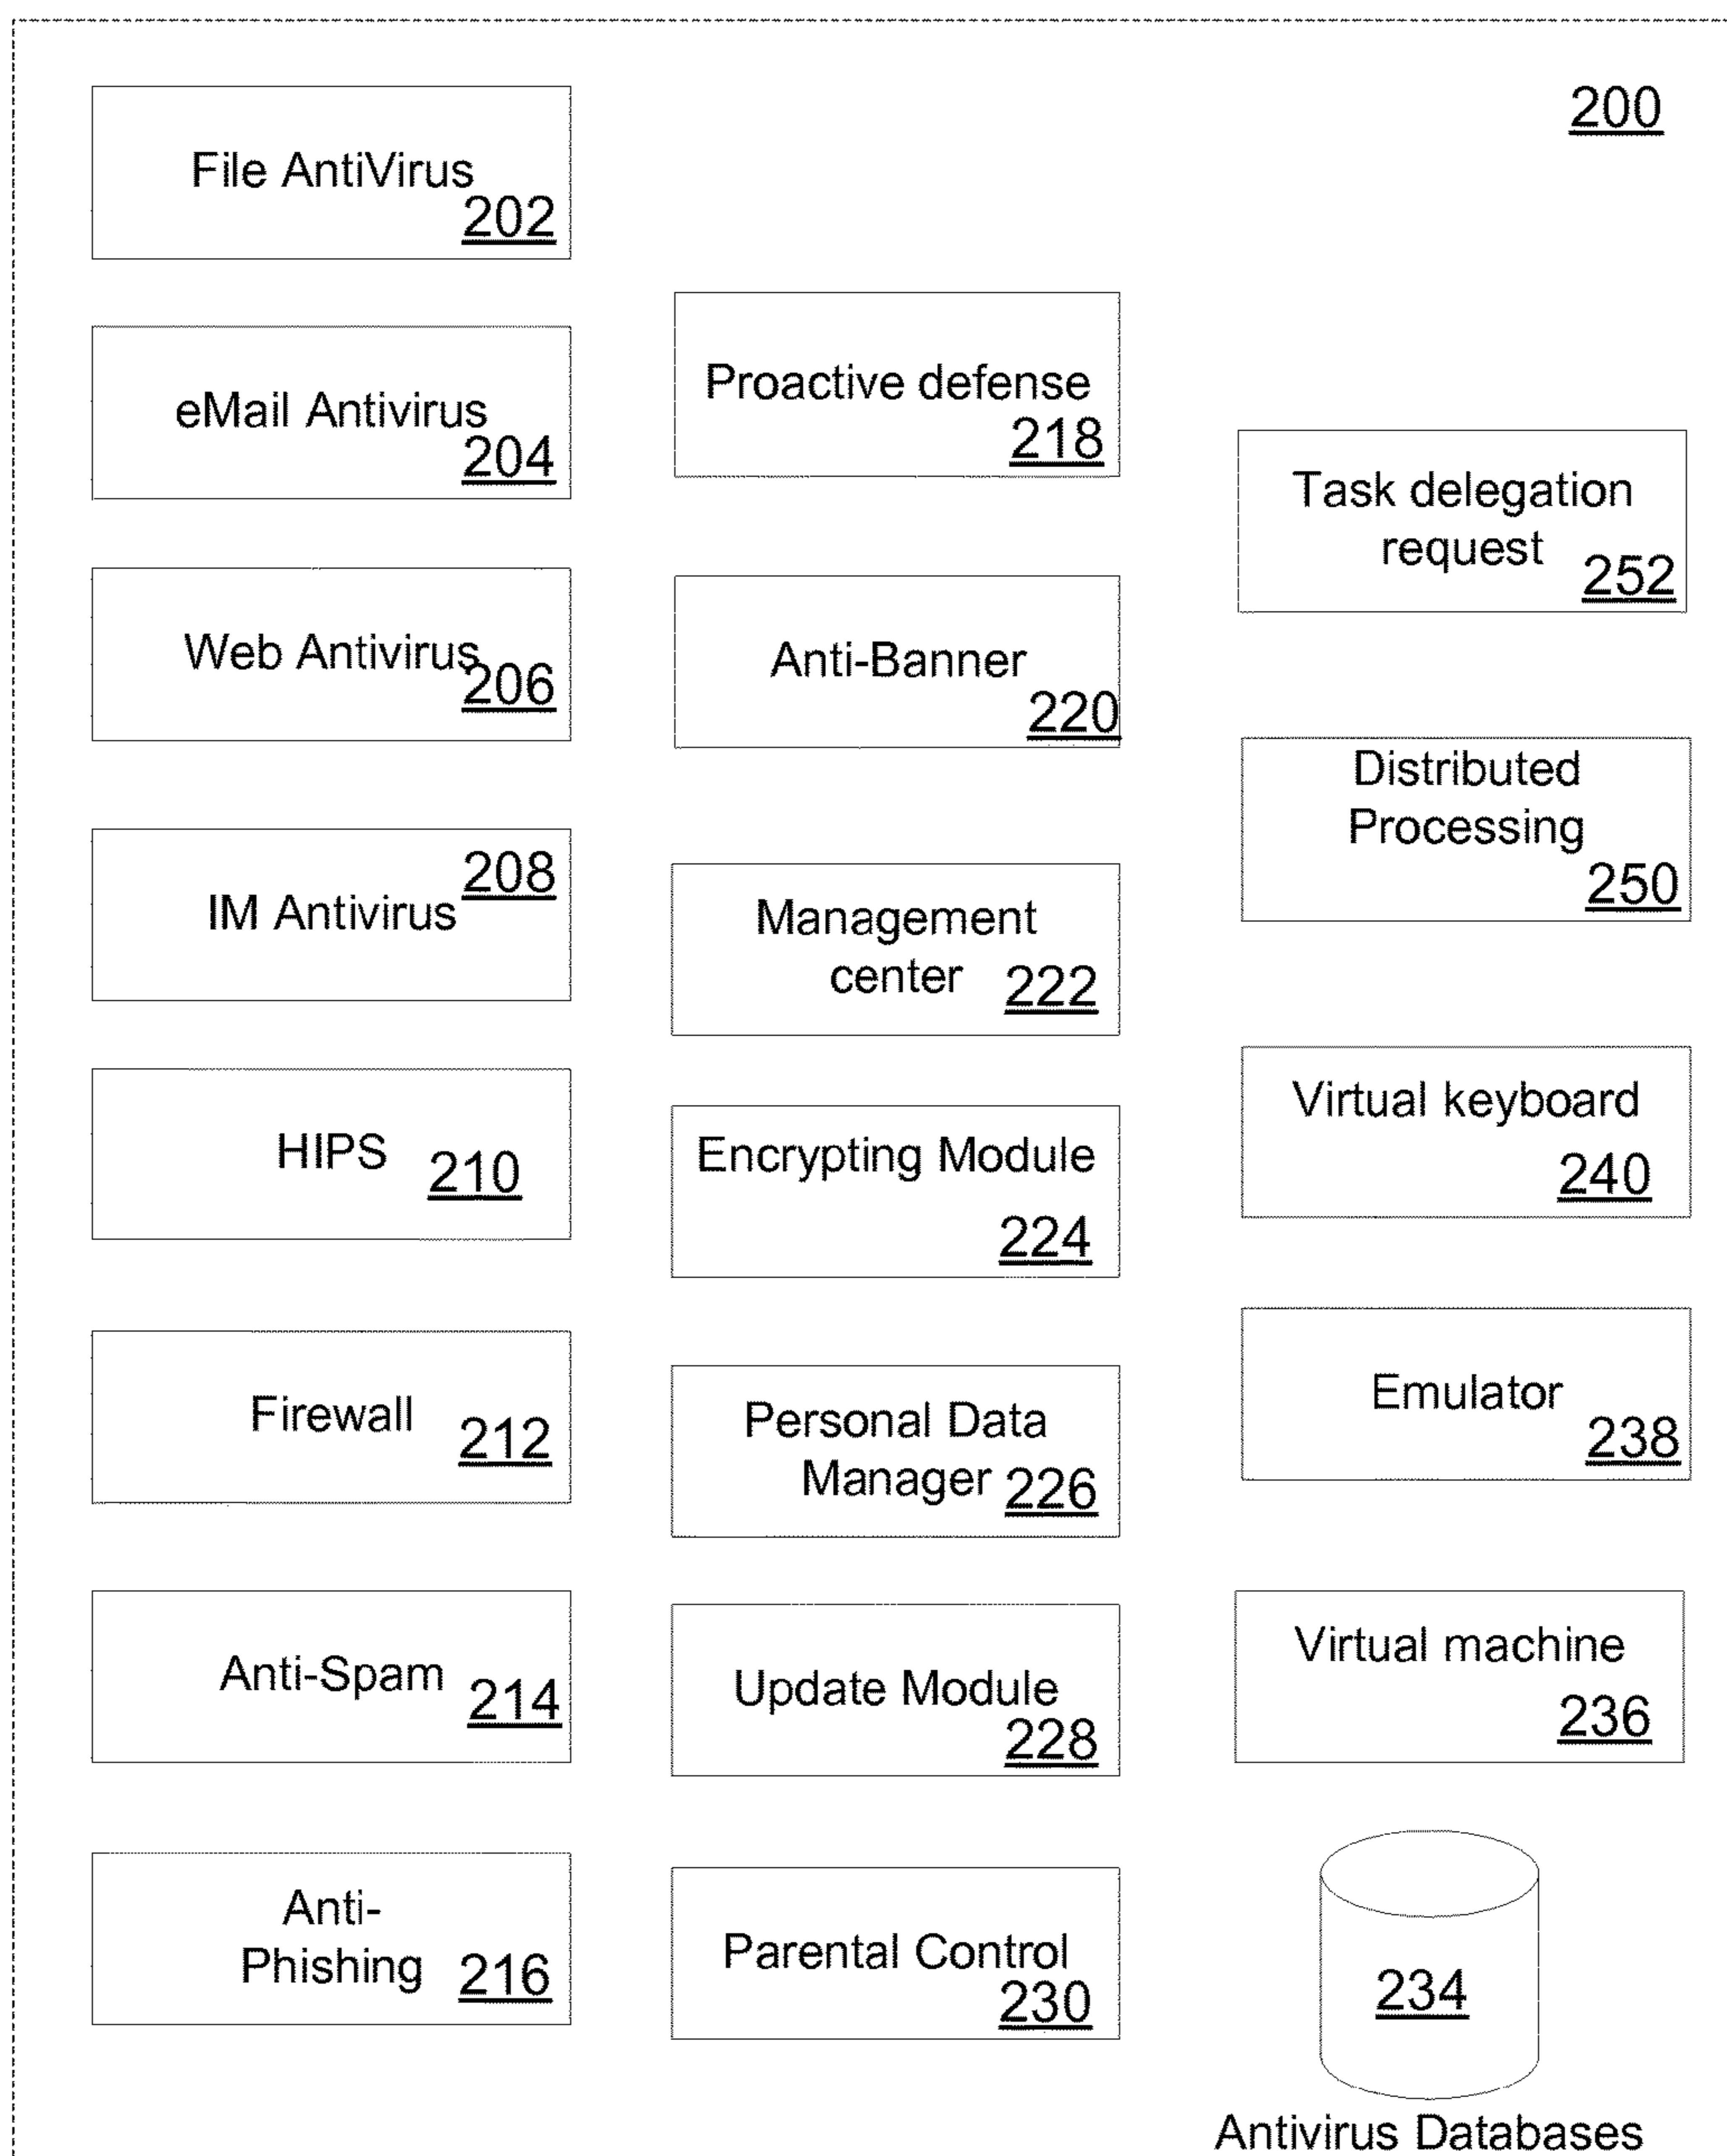 200
File AntiVirus
202
eMail Antivirus
204
Web Antivirus
206
IM Antivirus
208
HIPS
210
Firewall
212
Anti-Spam
214
Anti-
Phishing
216
Proactive defense
218
Anti-Banner
220
Management
center
222
Encrypting Module
224
Personal Data
Manager
226
Update Module
228
Parental Control
230
Task delegation
request
252
Distributed
Processing
250
Virtual keyboard
240
Emulator
238
Virtual machine
236
234
Antivirus Databases